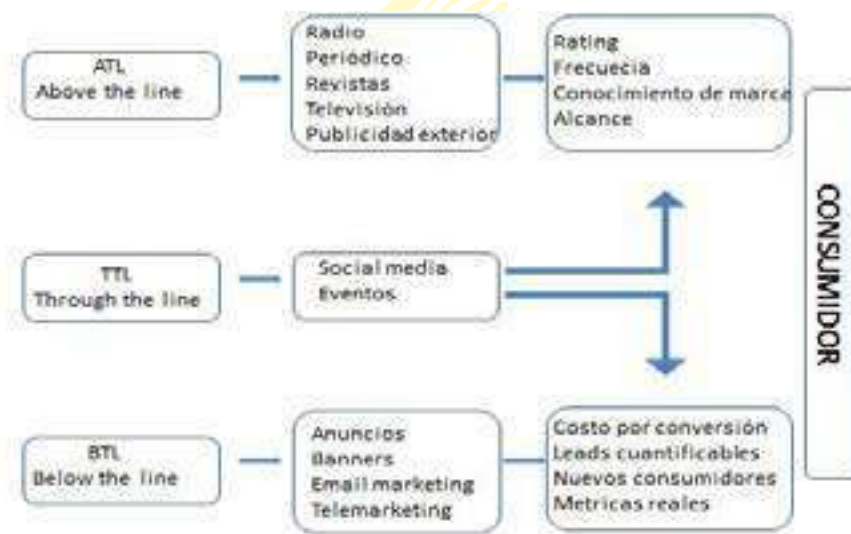 ATL
Above the line
Radio
Periódico
Revistas
Televisión
Publicidad exterior
Rating
Frecuecia
Conocimiento de marca
Alcance
TTL
Through the line
Social media
Eventos
BTL
Below the line
Anuncios
Banners
Email marketing
Telemarketing
Costo por conversión
Leads cuantificables
Nuevos consumidores
Metricas reales
CONSUMIDOR